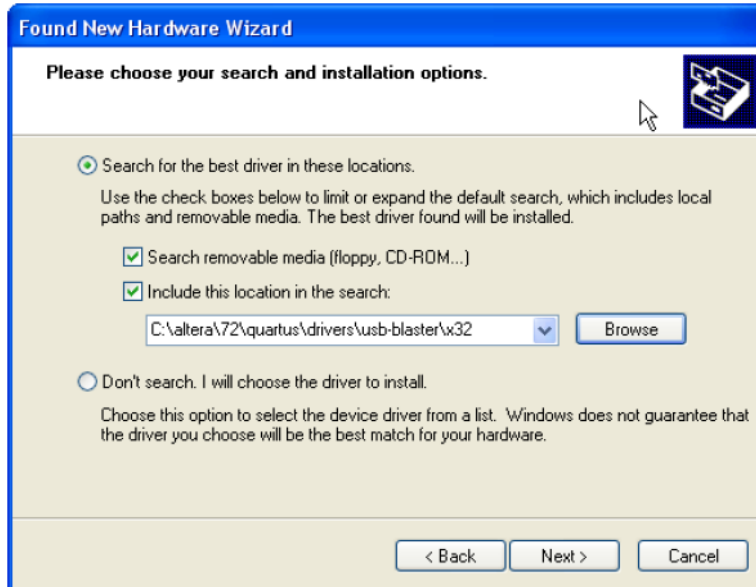 Found New Hardware Wizard
Please choose your search and installation options.
Search for the best driver in these locations.
Use the check boxes below to limit or expand the default search, which includes local
paths and removable media. The best driver found will be installed.
Search removable media (floppy, CD-ROM...)
Include this location in the search:
C:\altera\72\quartus\drivers\usb-blaster\x32
Browse
Don't search. I will choose the driver to install.
Choose this option to select the device driver from a list. Windows does not guarantee that
the driver you choose will be the best match for your hardware.
< Back
Next >
Cancel